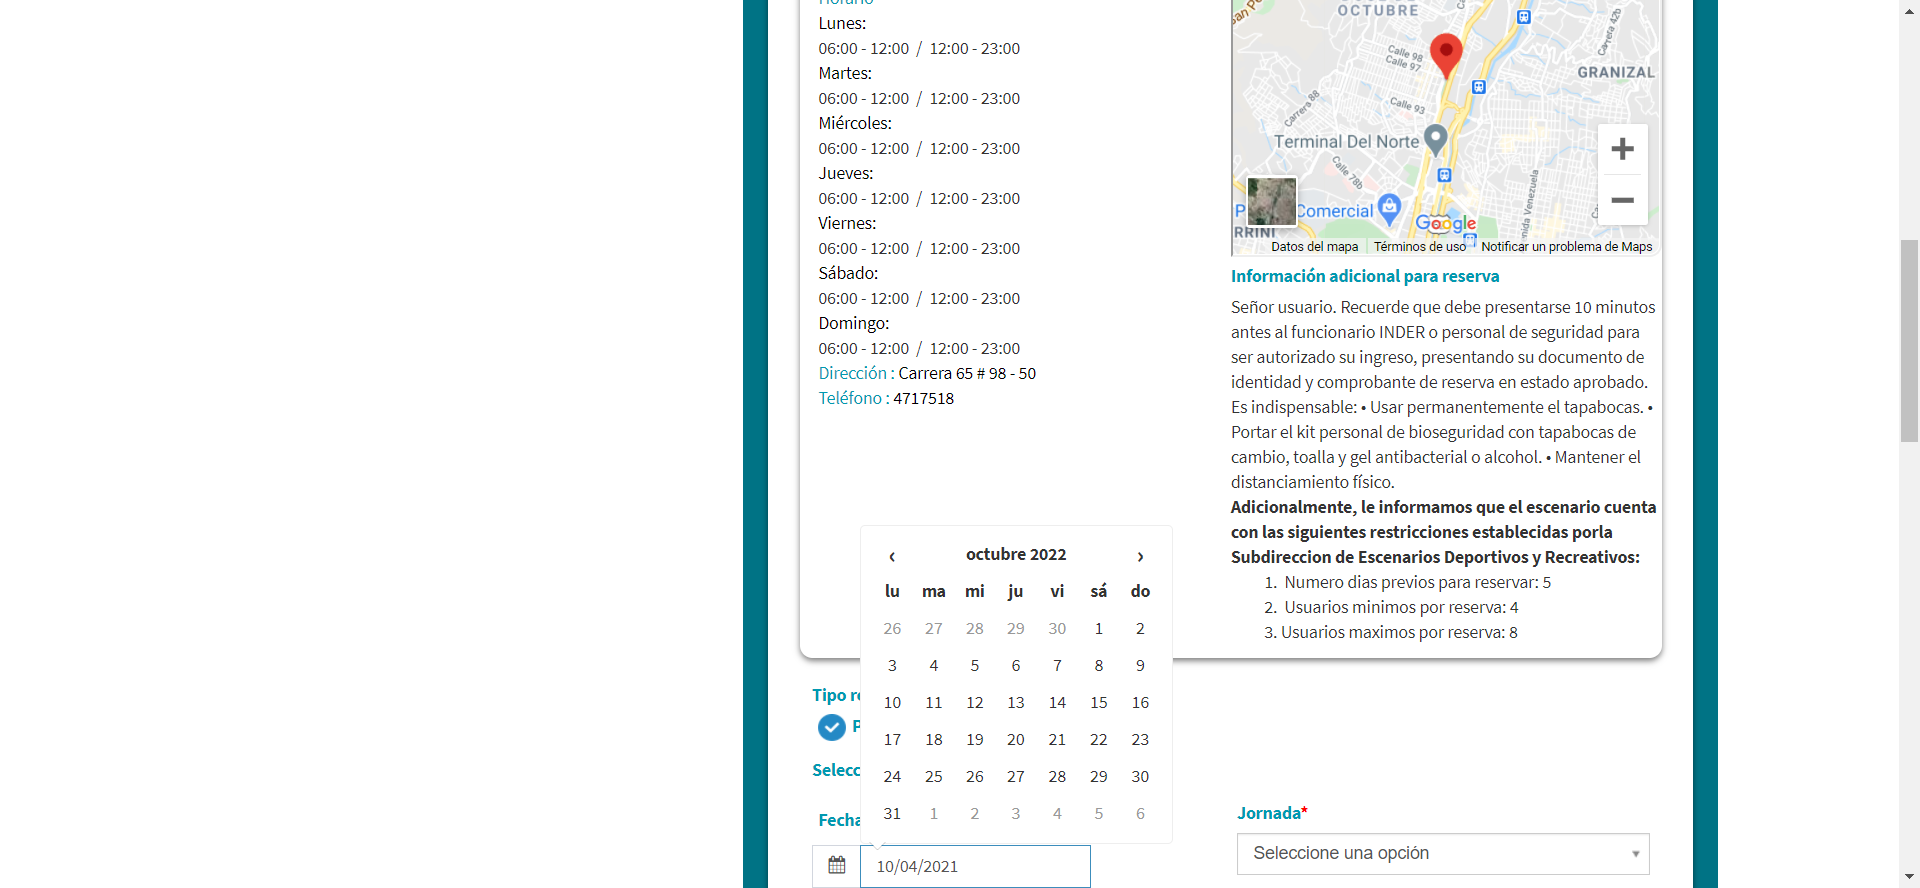 Horario
Lunes:
06:00 - 12:00 / 12:00 - 23:00
Martes:
06:00 - 12:00 / 12:00 - 23:00
Miércoles:
06:00 - 12:00 / 12:00 - 23:00
Jueves:
06:00 - 12:00 / 12:00 - 23:00
Viernes:
06:00 - 12:00 / 12:00 - 23:00
Sábado:
06:00 - 12:00 / 12:00 - 23:00
Domingo:
06:00 - 12:00 / 12:00 - 23:00
Dirección : Carrera 65 # 98 - 50
Teléfono : 4717518
OCTUBRE
Carrera 42b
Calle 98
Calle 97
GRANIZAL
Carrera 88
Calle 93
Terminal Del Norte
Calle 78b
Comercial
Venezuela
RRINI
Google
Datos del mapa
Términos de uso
Notificar un problema de Maps
Información adicional para reserva
Señor usuario. Recuerde que debe presentarse 10 minutos
antes al funcionario INDER o personal de seguridad para
ser autorizado su ingreso, presentando su documento de
identidad y comprobante de reserva en estado aprobado.
Es indispensable: • Usar permanentemente el tapabocas. •
Portar el kit personal de bioseguridad con tapabocas de
cambio, toalla y gel antibacterial o alcohol. • Mantener el
distanciamiento físico.
Adicionalmente, le informamos que el escenario cuenta
con las siguientes restricciones establecidas porla
Subdireccion de Escenarios Deportivos y Recreativos:
1. Numero dias previos para reservar: 5
2. Usuarios minimos por reserva: 4
3. Usuarios maximos por reserva: 8
‹ octubre 2022 ›
lu ma mi ju vi sá do
26 27 28 29 30 1 2
3 4 5 6 7 8 9
10 11 12 13 14 15 16
17 18 19 20 21 22 23
24 25 26 27 28 29 30
31 1 2 3 4 5 6
Tipo r
P
Selecc
Fecha
10/04/2021
Jornada*
Seleccione una opción